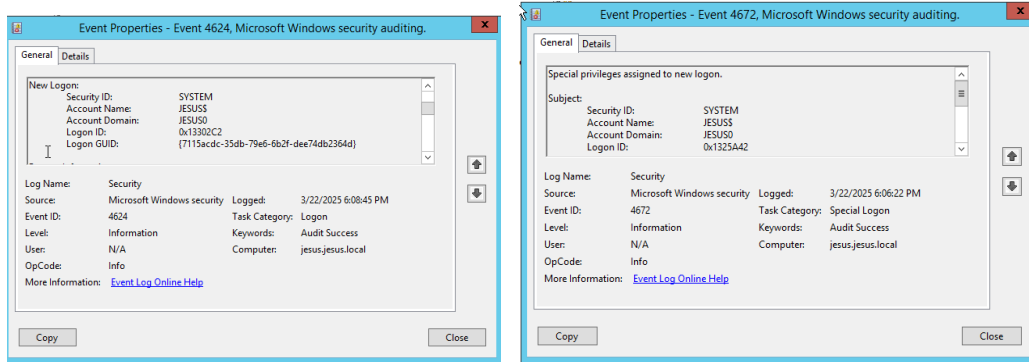 Event Properties - Event 4624, Microsoft Windows security auditing.
General Details
New Logon:
Security ID: SYSTEM
Account Name: JESUS$
Account Domain: JESUS0
Logon ID: 0x13302C2
Logon GUID: {7115acdc-35db-79e6-6b2f-dee74db2364d}
Log Name: Security
Source: Microsoft Windows security Logged: 3/22/2025 6:08:45 PM
Event ID: 4624 Task Category: Logon
Level: Information Keywords: Audit Success
User: N/A Computer: jesus.jesus.local
OpCode: Info
More Information: Event Log Online Help
Copy Close
Event Properties - Event 4672, Microsoft Windows security auditing.
General Details
Special privileges assigned to new logon.
Subject:
Security ID: SYSTEM
Account Name: JESUS$
Account Domain: JESUS0
Logon ID: 0x1325A42
Log Name: Security
Source: Microsoft Windows security Logged: 3/22/2025 6:06:22 PM
Event ID: 4672 Task Category: Special Logon
Level: Information Keywords: Audit Success
User: N/A Computer: jesus.jesus.local
OpCode: Info
More Information: Event Log Online Help
Copy Close